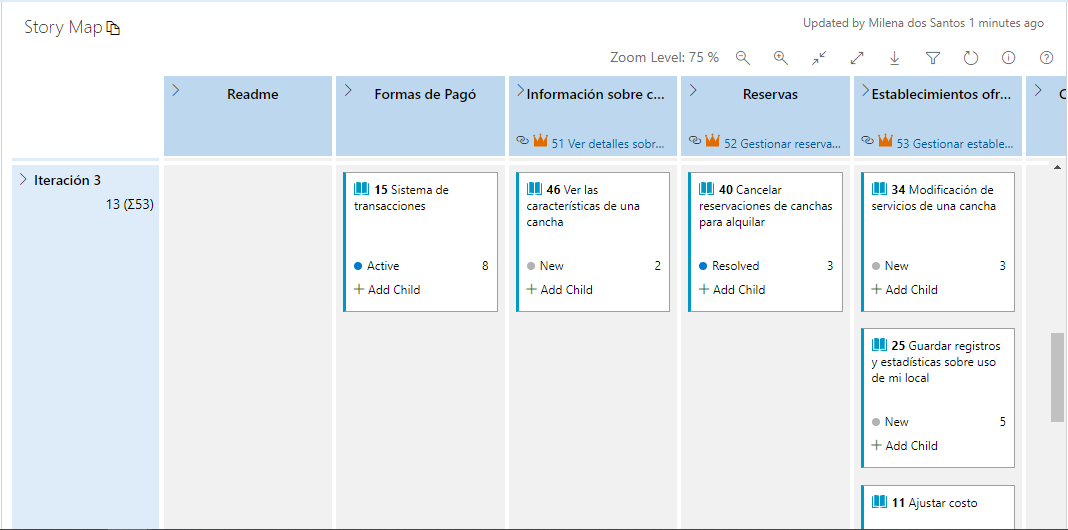 Story Map
Updated by Milena dos Santos 1 minutes ago
Zoom Level: 75 %
Readme
Formas de Pagó
Información sobre c...
51 Ver detalles sobr...
Reservas
52 Gestionar reserva...
Establecimientos ofr...
53 Gestionar estable...
Iteración 3
13 (Σ53)
15 Sistema de
transacciones
Active 8
Add Child
46 Ver las
características de una
cancha
New 2
Add Child
40 Cancelar
reservaciones de canchas
para alquilar
Resolved 3
Add Child
34 Modificación de
servicios de una cancha
New 3
Add Child
25 Guardar registros
y estadísticas sobre uso
de mi local
New 5
Add Child
11 Ajustar costo